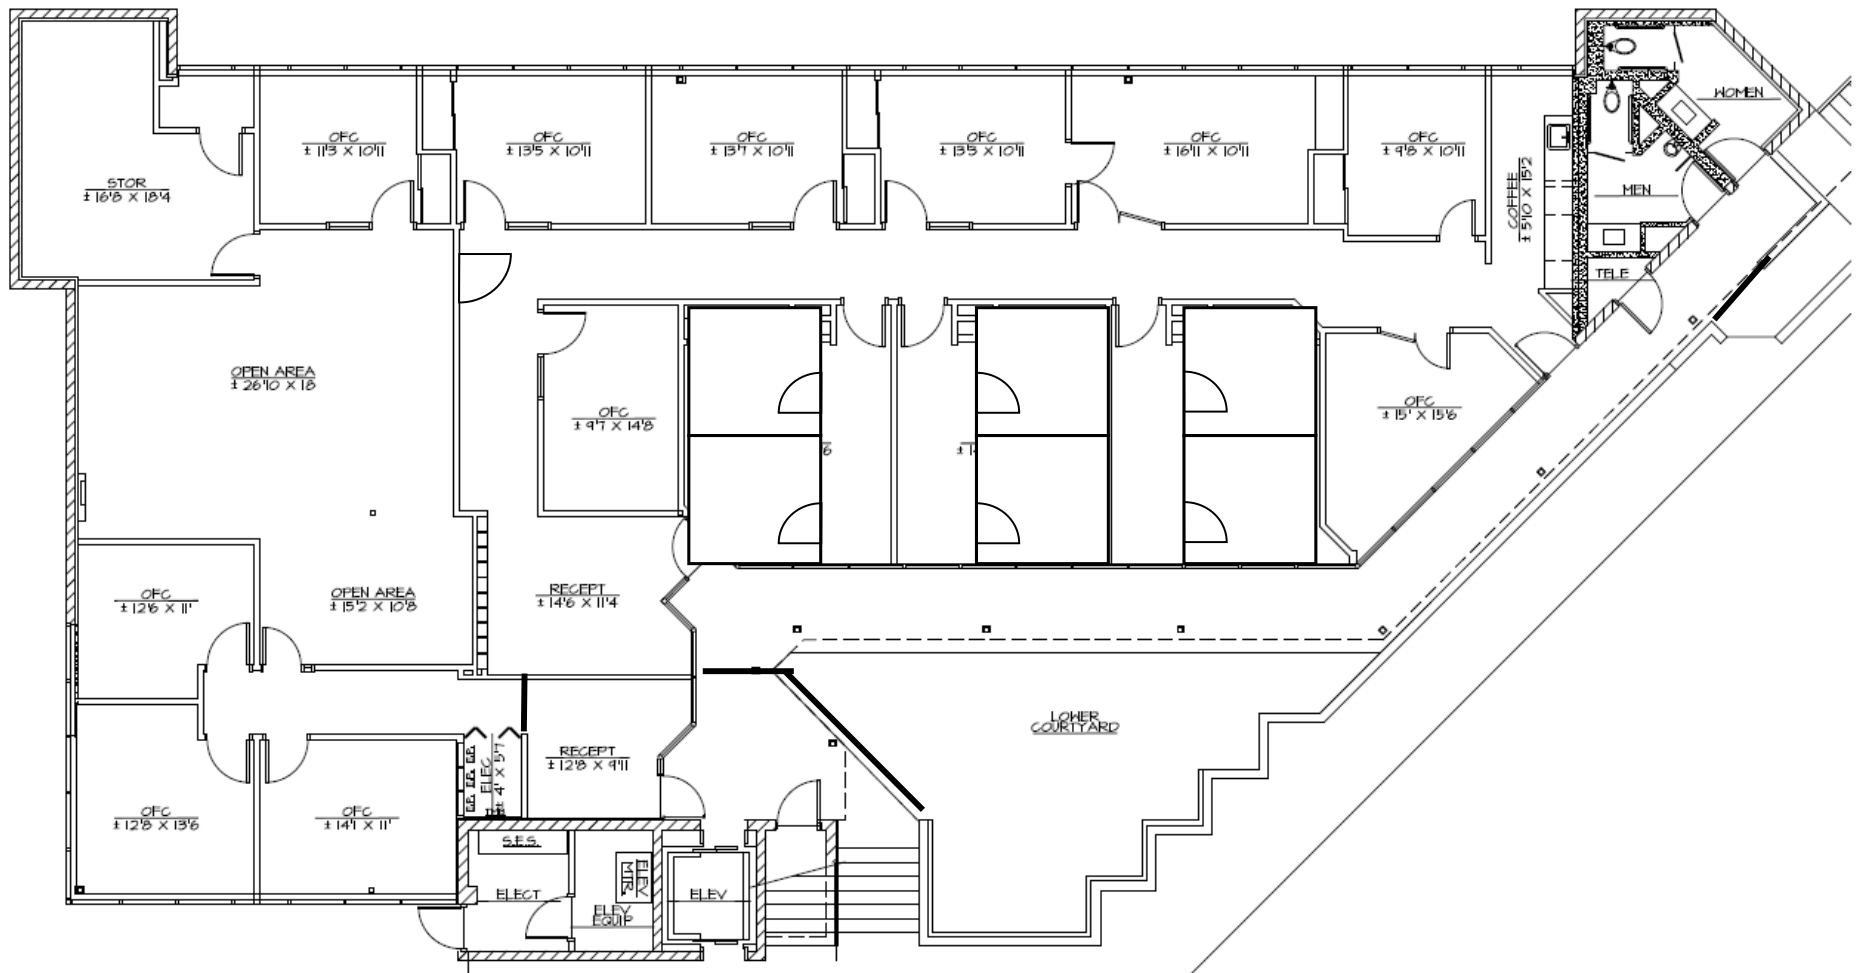 WOMEN
OFC
± 11'3 X 10'11
OFC
± 13'5 X 10'11
OFC
± 13'7 X 10'11
OFC
± 13'3 X 10'11
OFC
± 16'11 X 10'11
OFC
± 9'8 X 10'11
STOR
± 16'8 X 18'4
COFFEE
± 5'10 X 15'2
MEN
TELE
OPEN AREA
± 26'10 X 18
OFC
± 9'7 X 14'8
6
± 1
OFC
± 15' X 15'6
OFC
± 12'6 X 11'
OPEN AREA
± 15'2 X 10'8
RECEPT
± 14'6 X 11'4
LOWER
COURTYARD
RECEPT
± 12'8 X 9'11
ELEC
± 4' X 5'7
OFC
± 12'8 X 13'6
OFC
± 14'1 X 11'
S.E.S.
ELEV
MTR.
ELECT
ELEV
EQUIP
ELEV